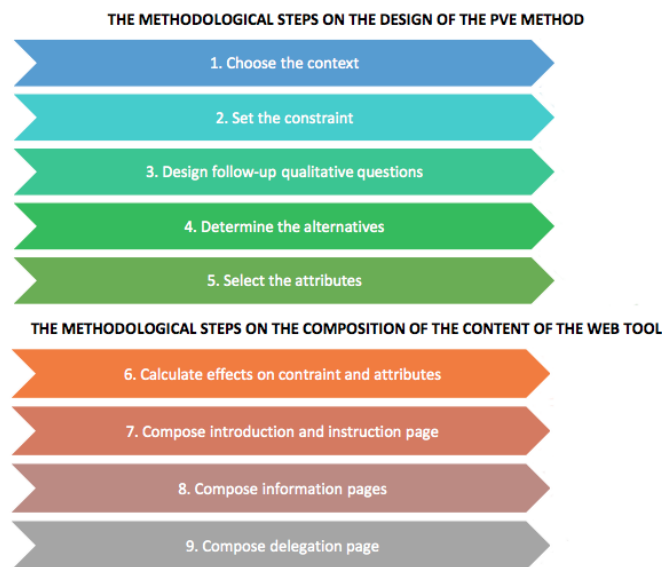 THE METHODOLOGICAL STEPS ON THE DESIGN OF THE PVE METHOD
1. Choose the context
2. Set the constraint
3. Design follow-up qualitative questions
4. Determine the alternatives
5. Select the attributes
THE METHODOLOGICAL STEPS ON THE COMPOSITION OF THE CONTENT OF THE WEB TOOL
6. Calculate effects on contraint and attributes
7. Compose introduction and instruction page
8. Compose information pages
9. Compose delegation page